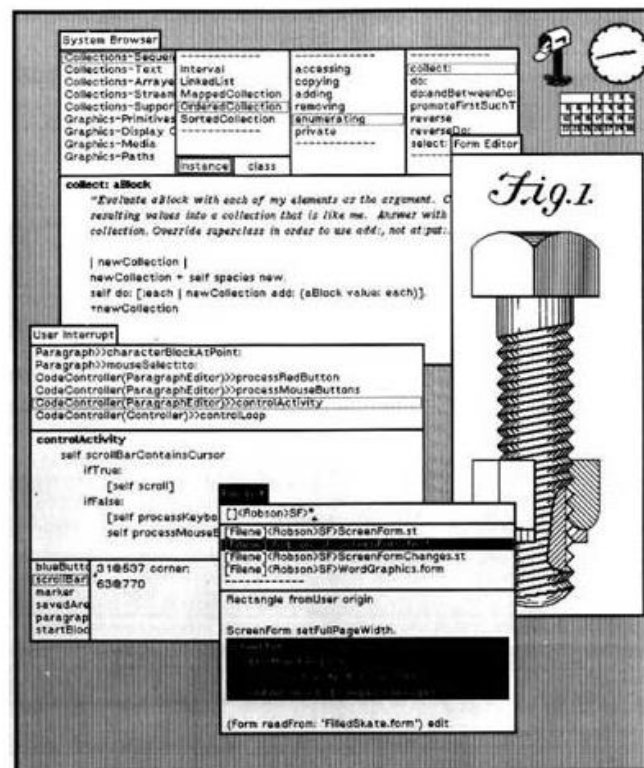 System Browser
Collections-Sequen
Collections-Text
Collections-Arraye
Collections-Stream
Collections-Suppor
Graphics-Primitives
Graphics-Display O
Graphics-Media
Graphics-Paths
------------
Interval
LinkedList
MappedCollection
OrderedCollection
SortedCollection
------------
instance
class
------------
accessing
copying
adding
removing
enumerating
private
------------
------------
collect:
do:
do:andBetweenDo:
promoteFirstSuchT
reverse
reverseDo:
select:
Form Editor
Fig.1.
collect: aBlock
"Evaluate aBlock with each of my elements as the argument. C
resulting values into a collection that is like me. Answer with
collection. Override superclass in order to use add:, not at:put:.
| newCollection |
newCollection ← self species new.
self do: [:each | newCollection add: (aBlock value: each)].
↑newCollection
User Interrupt
Paragraph>>characterBlockAtPoint:
Paragraph>>mouseSelect:to:
CodeController(ParagraphEditor)>>processRedButton
CodeController(ParagraphEditor)>>processMouseButtons
CodeController(ParagraphEditor)>>controlActivity
CodeController(Controller)>>controlLoop
controlActivity
self scrollBarContainsCursor
ifTrue:
[self scroll]
ifFalse:
[self processKeybo
self processMouseB
blueButto
scrollBar
marker
savedAre
paragrap
startBloc
31@537 corner:
63@770
[]<Robson>SF>*
[Filene]<Robson>SF>ScreenForm.st
[Filene]<Robson>SF>ScreenFormChanges.st
[Filene]<Robson>SF>WordGraphics.form
------------
Rectangle fromUser origin
ScreenForm setFullPageWidth.
(Form readFrom: 'FilledSkate.form') edit